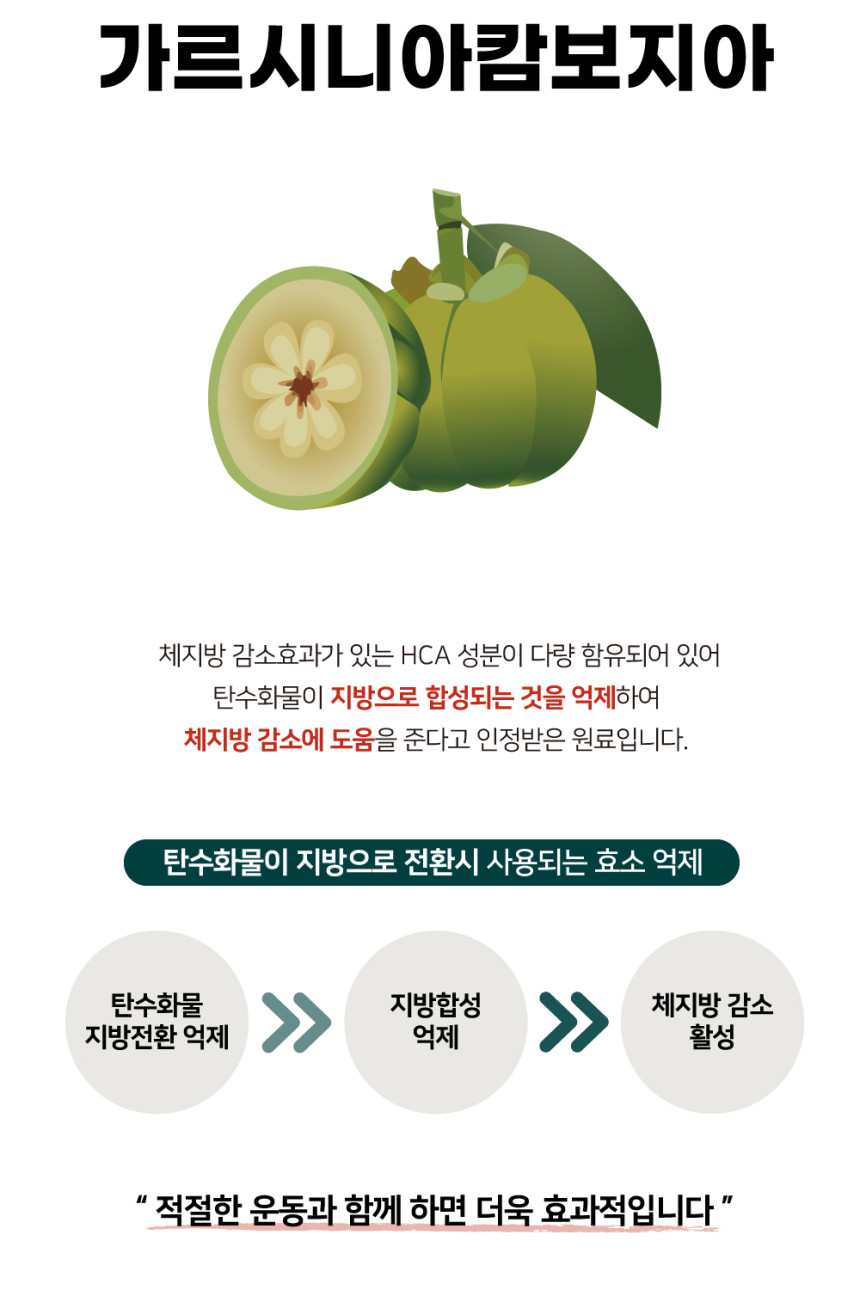 가르시니아캄보지아
체지방 감소효과가 있는 HCA 성분이 다량 함유되어 있어
탄수화물이 지방으로 합성되는 것을 억제하여
체지방 감소에 도움을 준다고 인정받은 원료입니다.
탄수화물이 지방으로 전환시 사용되는 효소 억제
탄수화물
지방전환 억제
지방합성
억제
체지방 감소
활성
“ 적절한 운동과 함께 하면 더욱 효과적입니다 ”